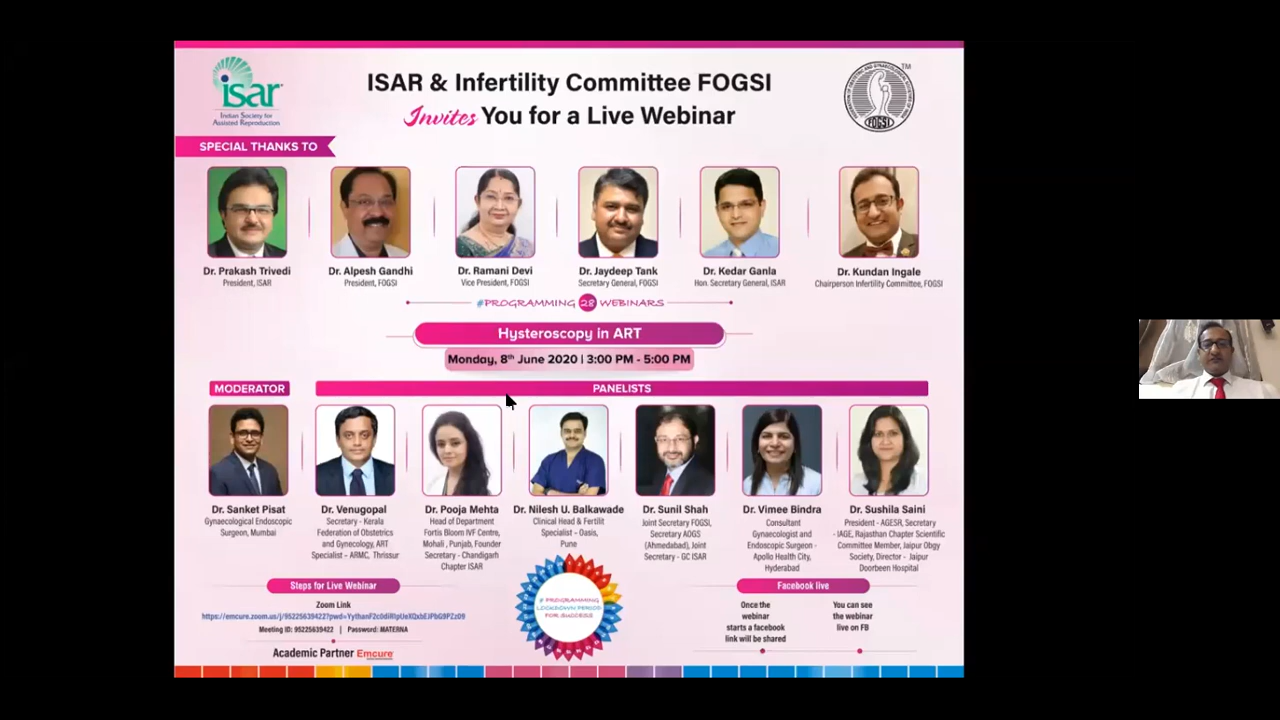 isar
Indian Society for
Assisted Reproduction
ISAR & Infertility Committee FOGSI
Invites You for a Live Webinar
TM
FOGSI
SPECIAL THANKS TO
Dr. Prakash Trivedi
President, ISAR
Dr. Alpesh Gandhi
President, FOGSI
Dr. Ramani Devi
Vice President, FOGSI
Dr. Jaydeep Tank
Secretary General, FOGSI
Dr. Kedar Ganla
Hon. Secretary General, ISAR
Dr. Kundan Ingale
Chairperson Infertility Committee, FOGSI
#PROGRAMMING 28 WEBINARS
Hysteroscopy in ART
Monday, 8th June 2020 | 3:00 PM - 5:00 PM
MODERATOR
PANELISTS
Dr. Sanket Pisat
Gynaecological Endoscopic
Surgeon, Mumbai
Dr. Venugopal
Secretary - Kerala
Federation of Obstetrics
and Gynecology, ART
Specialist – ARMC, Thrissur
Dr. Pooja Mehta
Head of Department
Fortis Bloom IVF Centre,
Mohali, Punjab, Founder
Secretary - Chandigarh
Chapter ISAR
Dr. Nilesh U. Balkawade
Clinical Head & Fertilit
Specialist – Oasis,
Pune
Dr. Sunil Shah
Joint Secretary FOGSI,
Secretary AOGS
(Ahmedabad), Joint
Secretary - GC ISAR
Dr. Vimee Bindra
Consultant
Gynaecologist and
Endoscopic Surgeon -
Apollo Health City,
Hyderabad
Dr. Sushila Saini
President - AGESR, Secretary
- IAGE, Rajasthan Chapter Scientific
Committee Member, Jaipur Obgy
Society, Director - Jaipur
Doorbeen Hospital
Steps for Live Webinar
Zoom Link
Meeting ID: 95225639422 | Password: MATERNA
Academic Partner Emcure
# PROGRAMMING
LOCKDOWN PERIOD
FOR SUCCESS
Facebook live
Once the
webinar
starts a facebook
link will be shared
You can see
the webinar
live on FB